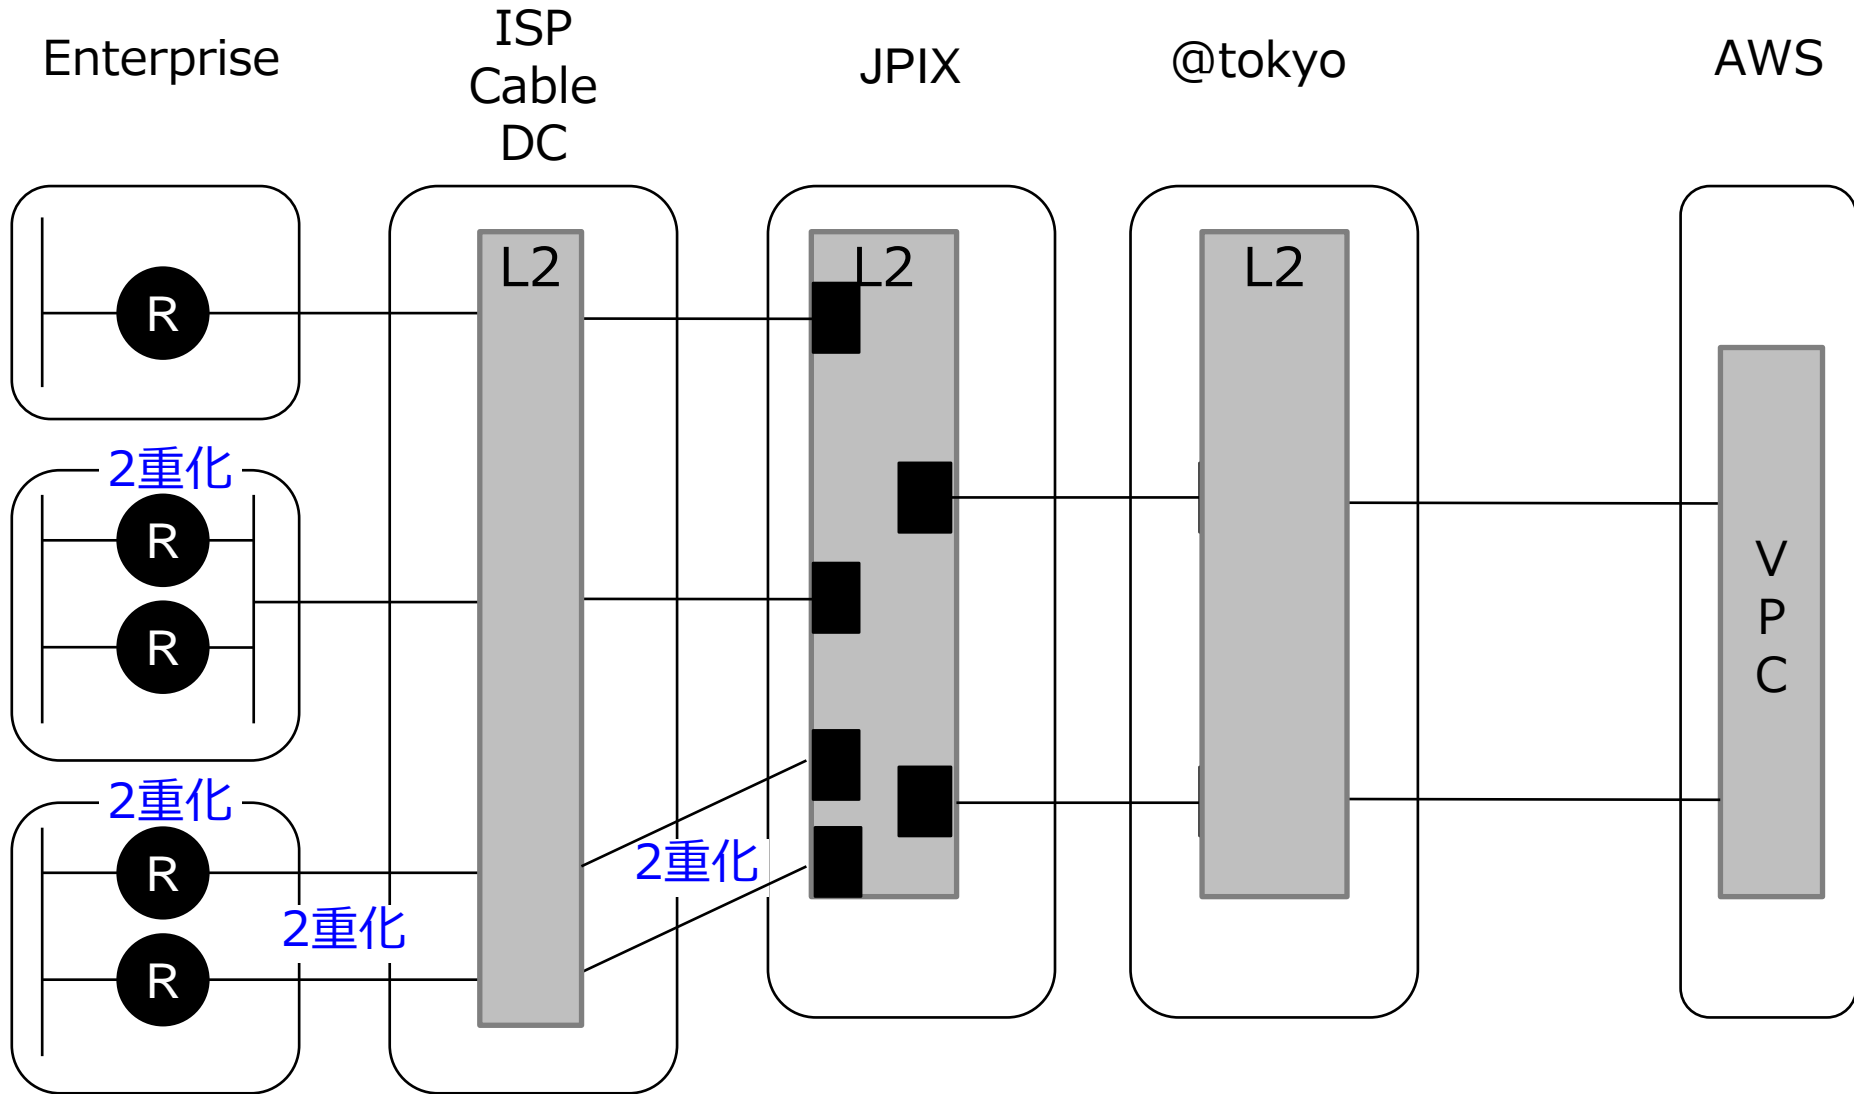 Enterprise
ISP
Cable
DC
JPIX
@tokyo
AWS
L2
L2
L2
R
2重化
R
R
V
P
C
2重化
R
2重化
2重化
R